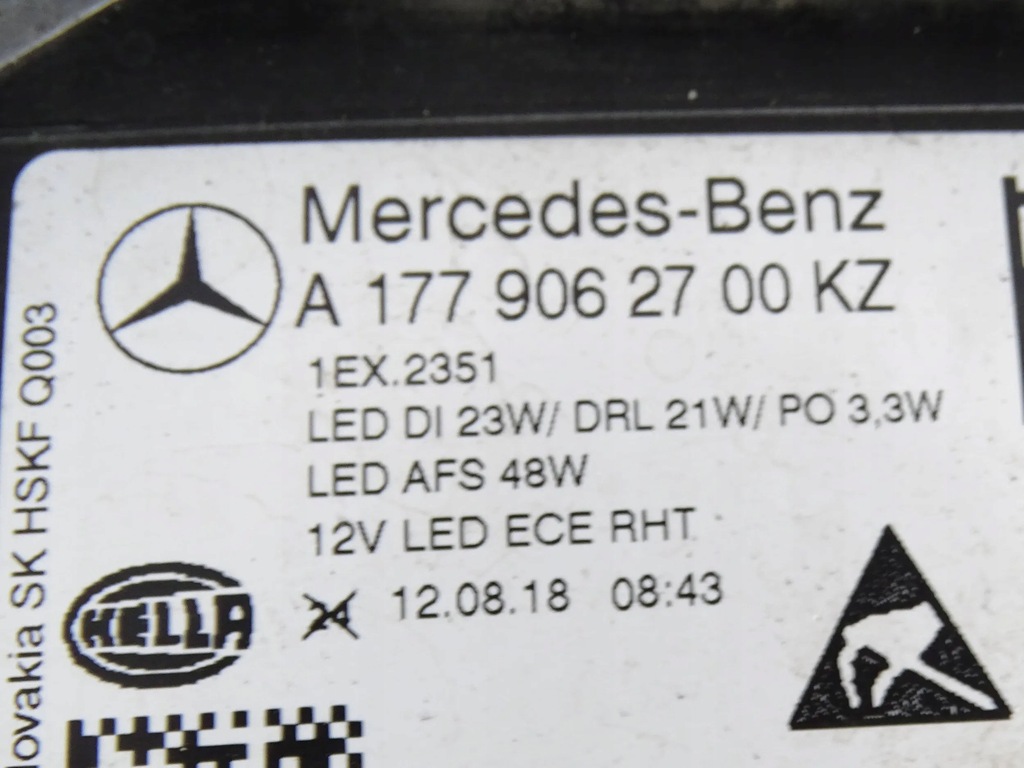 Mercedes-Benz
A 177 906 27 00 KZ
1EX.2351
LED DI 23W/ DRL 21W/ PO 3,3W
LED AFS 48W
12V LED ECE RHT
24 12.08.18 08:43
HELLA
lovakia SK HSKF Q003